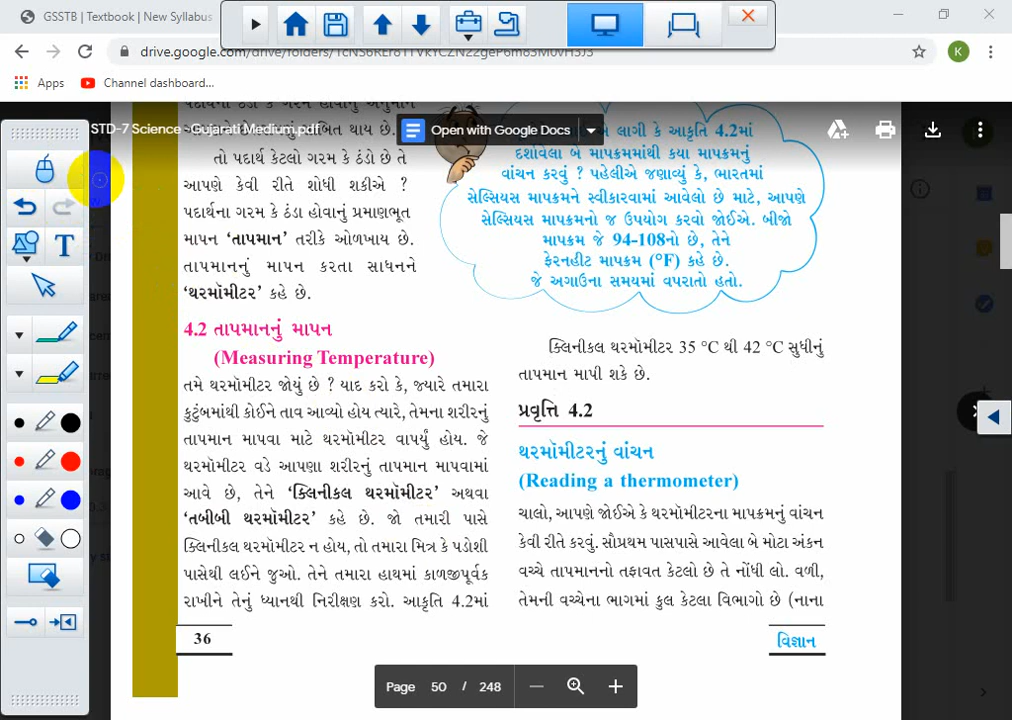 GSSTB | Textbook | New Syllabus
drive.google.com/drive/folders/
K
Apps
Channel dashboard...
STD-7 Science - Gujarati Medium.pdf
Open with Google Docs
પદાર્થના ઠંડા કે ગરમ હોવાનું અનુમાન
થાય છે.
તો પદાર્થ કેટલો ગરમ કે ઠંડો છે તે
આપણે કેવી રીતે શોધી શકીએ ?
પદાર્થના ગરમ કે ઠંડા હોવાનું પ્રમાણભૂત
માપન ‘તાપમાન’ તરીકે ઓળખાય છે.
તાપમાનનું માપન કરતા સાધનને
‘થરમૉમીટર’ કહે છે.
4.2 તાપમાનનું માપન
(Measuring Temperature)
તમે થરમૉમીટર જોયું છે ? યાદ કરો કે, જ્યારે તમારા
કુટુંબમાંથી કોઈને તાવ આવ્યો હોય ત્યારે, તેમના શરીરનું
તાપમાન માપવા માટે થરમૉમીટર વાપર્યું હોય. જે
થરમૉમીટર વડે આપણા શરીરનું તાપમાન માપવામાં
આવે છે, તેને ‘ક્લિનીકલ થરમૉમીટર’ અથવા
‘તબીબી થરમૉમીટર’ કહે છે. જો તમારી પાસે
ક્લિનીકલ થરમૉમીટર ન હોય, તો તમારા મિત્ર કે પડોશી
પાસેથી લઈને જુઓ. તેને તમારા હાથમાં કાળજીપૂર્વક
રાખીને તેનું ધ્યાનથી નિરીક્ષણ કરો. આકૃતિ 4.2માં
36
લાગી કે આકૃતિ 4.2માં
દર્શાવેલા બે માપક્રમમાંથી કયા માપક્રમનું
વાંચન કરવું ? પહેલીએ જણાવ્યું કે, ભારતમાં
સેલ્સિયસ માપક્રમને સ્વીકારવામાં આવેલો છે માટે, આપણે
સેલ્સિયસ માપક્રમનો જ ઉપયોગ કરવો જોઈએ. બીજો
માપક્રમ જે 94-108નો છે, તેને
ફેરનહીટ માપક્રમ (°F) કહે છે.
જે અગાઉના સમયમાં વપરાતો હતો.
ક્લિનીકલ થરમૉમીટર 35 °C થી 42 °C સુધીનું
તાપમાન માપી શકે છે.
પ્રવૃત્તિ 4.2
થરમૉમીટરનું વાંચન
(Reading a thermometer)
ચાલો, આપણે જોઈએ કે થરમૉમીટરના માપક્રમનું વાંચન
કેવી રીતે કરવું. સૌપ્રથમ પાસપાસે આવેલા બે મોટા અંકન
વચ્ચે તાપમાનનો તફાવત કેટલો છે તે નોંધી લો. વળી,
તેમની વચ્ચેના ભાગમાં કુલ કેટલા વિભાગો છે (નાના
વિજ્ઞાન
Page 50 / 248
T